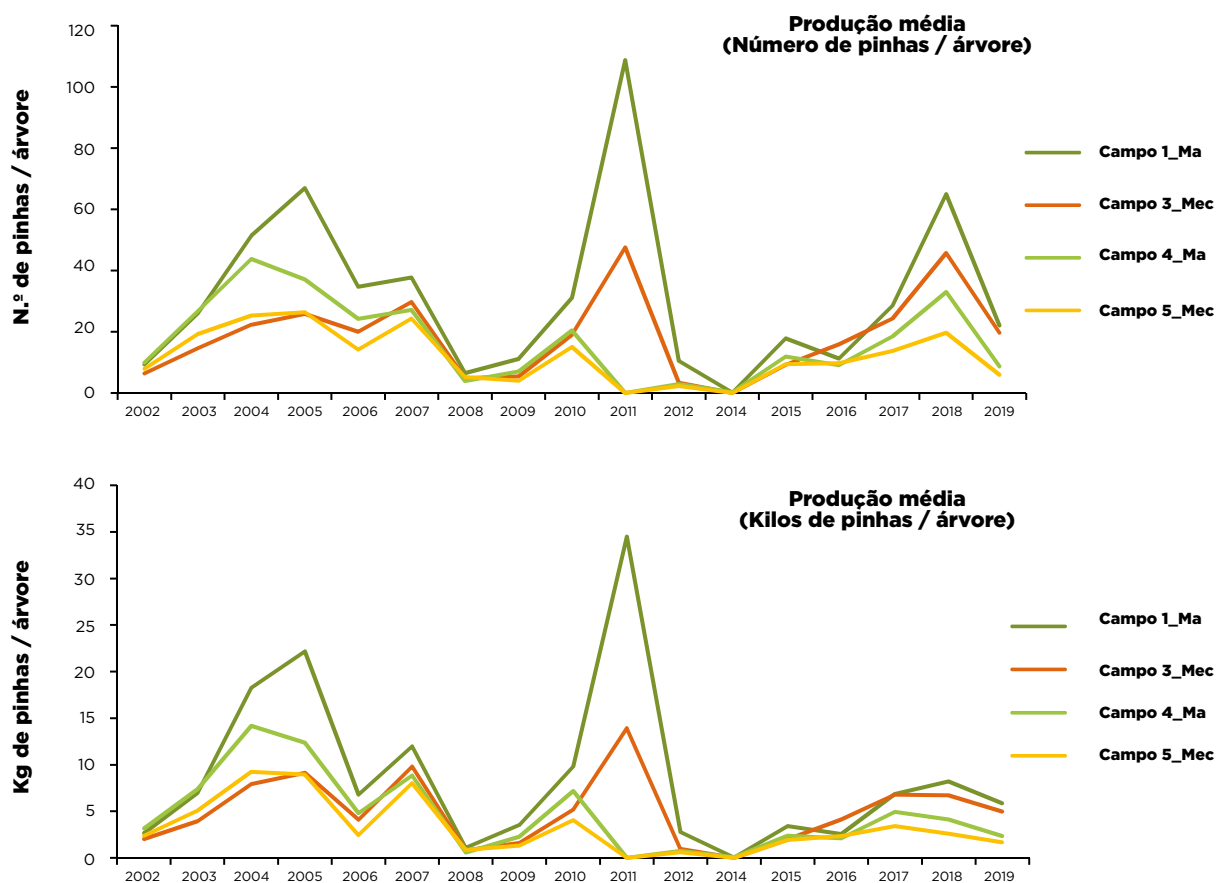 Produção média
(Número de pinhas / árvore)
N.º de pinhas / árvore
120
100
80
60
40
20
0
2002 2003 2004 2005 2006 2007 2008 2009 2010 2011 2012 2014 2015 2016 2017 2018 2019
Campo 1_Ma
Campo 3_Mec
Campo 4_Ma
Campo 5_Mec
Produção média
(Kilos de pinhas / árvore)
Kg de pinhas / árvore
40
35
30
25
20
15
10
5
0
2002 2003 2004 2005 2006 2007 2008 2009 2010 2011 2012 2014 2015 2016 2017 2018 2019
Campo 1_Ma
Campo 3_Mec
Campo 4_Ma
Campo 5_Mec